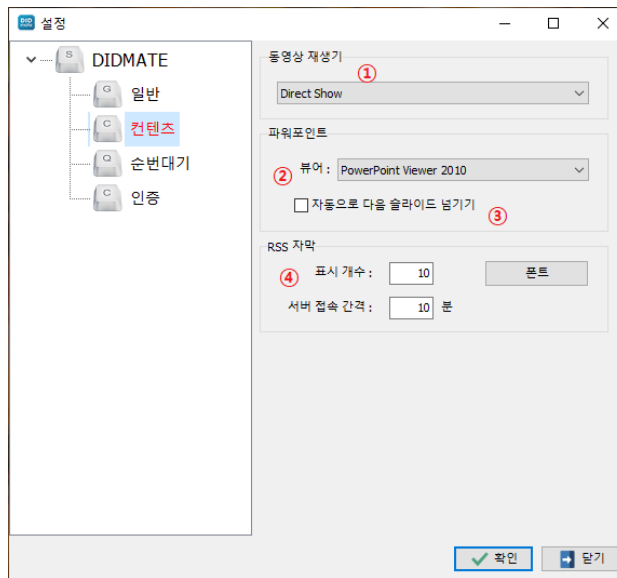 설정
DIDMATE
일반
컨텐츠
순번대기
인증
동영상 재생기
①
Direct Show
파워포인트
② 뷰어 : PowerPoint Viewer 2010
자동으로 다음 슬라이드 넘기기 ③
RSS 자막
④ 표시 개수 : 10 폰트
서버 접속 간격 : 10 분
확인 닫기